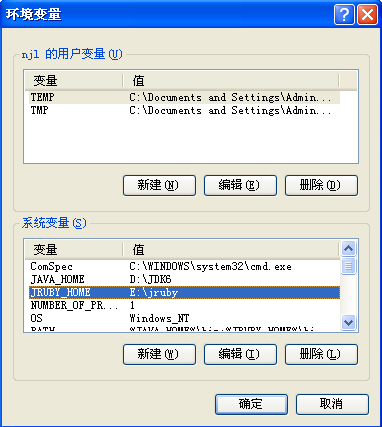 环境变量
njl 的用户变量(U)
变量 值
TEMP C:\Documents and Settings\Admin...
TMP C:\Documents and Settings\Admin...
新建(N) 编辑(E) 删除(D)
系统变量(S)
变量 值
ComSpec C:\WINDOWS\system32\cmd.exe
JAVA_HOME D:\JDK6
JRUBY_HOME E:\jruby
NUMBER_OF_PR... 1
OS Windows_NT
PATH %JAVA_HOME%\bin;%JRUBY_HOME%\bi
新建(W) 编辑(I) 删除(L)
确定 取消